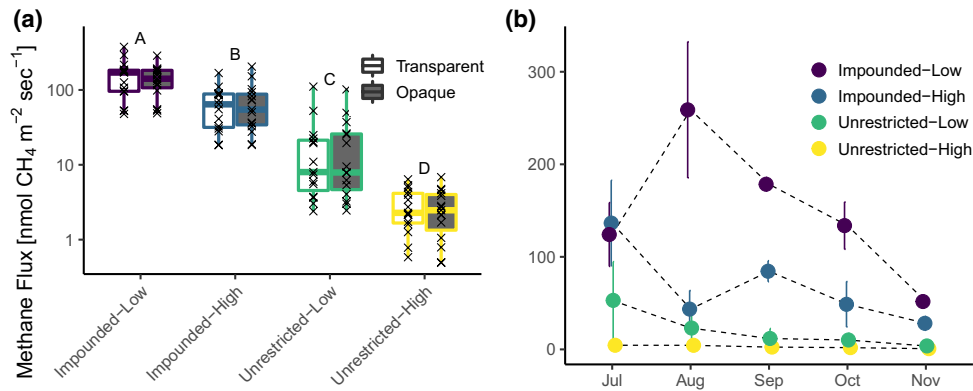 (a)
Methane Flux [nmol CH4 m−2 sec−1]
100
10
1
A
B
C
D
Transparent
Opaque
Impounded−Low
Impounded−High
Unrestricted−Low
Unrestricted−High
(b)
300
200
100
0
Impounded−Low
Impounded−High
Unrestricted−Low
Unrestricted−High
Jul
Aug
Sep
Oct
Nov